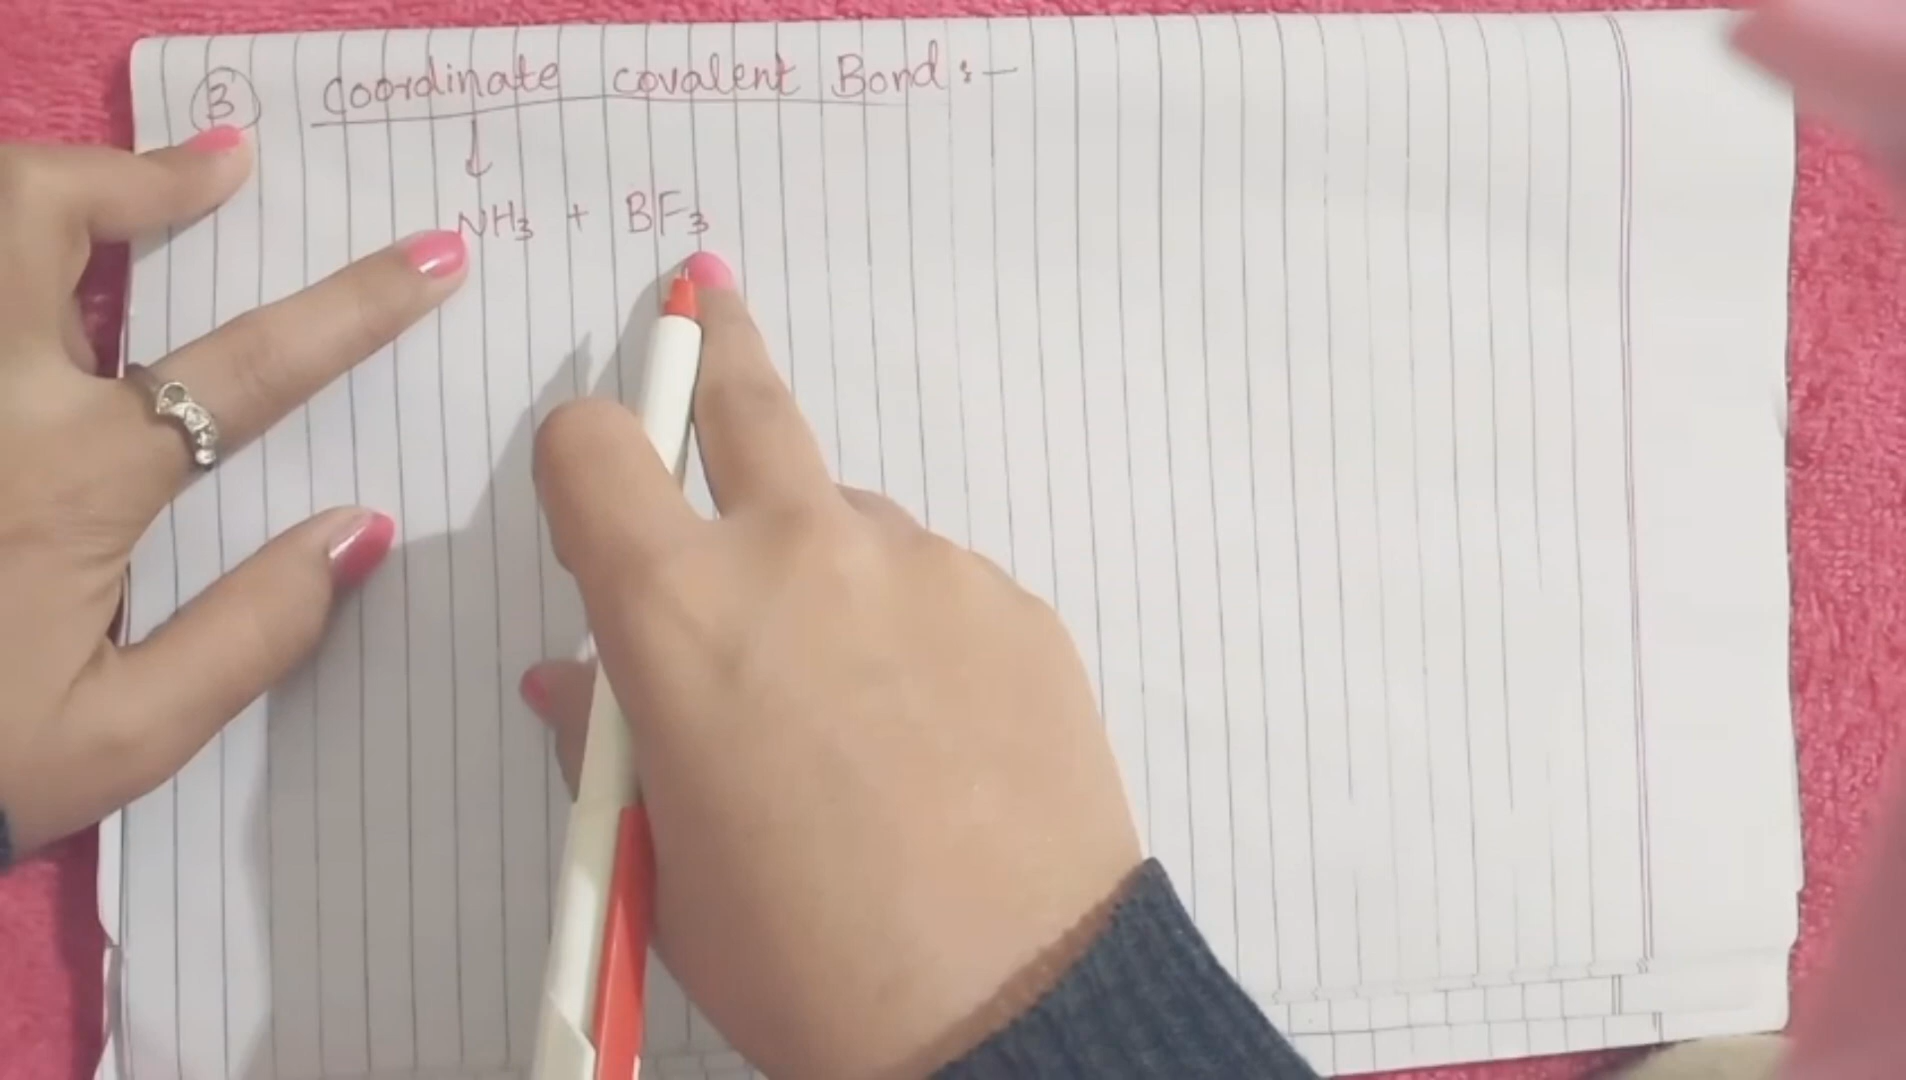 ③ Coordinate covalent Bond :-
↓
NH₃ + BF₃